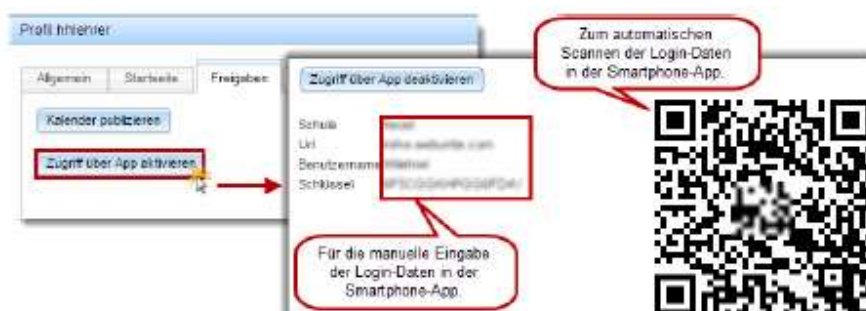 Profil hhlehrer
Allgemein
Startseite
Freigaben
Kalender publizieren
Zugriff über App aktivieren
Zugriff über App deaktivieren
Schule
Url
Benutzername
Schlüssel
Zum automatischen
Scannen der Login-Daten
in der Smartphone-App.
Für die manuelle Eingabe
der Login-Daten in der
Smartphone-App.